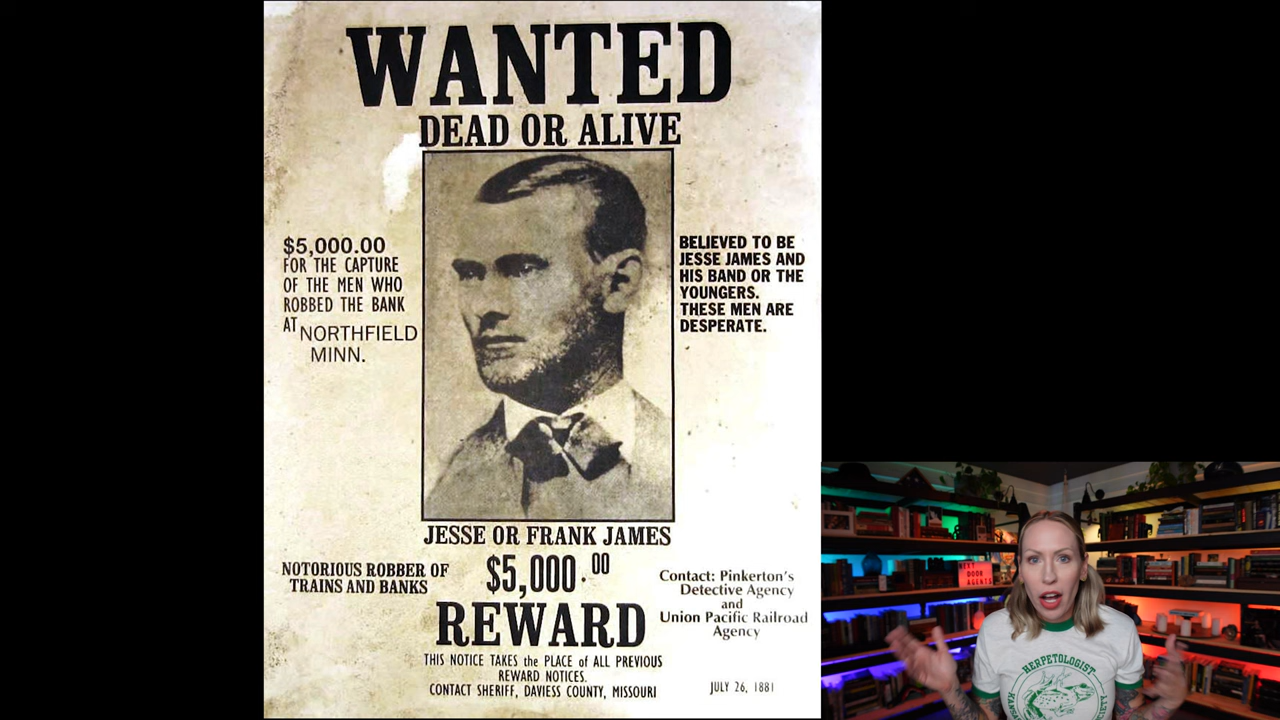 WANTED
DEAD OR ALIVE
$5,000.00
FOR THE CAPTURE
OF THE MEN WHO
ROBBED THE BANK
AT NORTHFIELD
MINN.
BELIEVED TO BE
JESSE JAMES AND
HIS BAND OR THE
YOUNGERS.
THESE MEN ARE
DESPERATE.
JESSE OR FRANK JAMES
NOTORIOUS ROBBER OF
TRAINS AND BANKS
$5,000.00
REWARD
Contact: Pinkerton's
Detective Agency
and
Union Pacific Railroad
Agency
THIS NOTICE TAKES the PLACE of ALL PREVIOUS
REWARD NOTICES.
CONTACT SHERIFF, DAVIESS COUNTY, MISSOURI
JULY 26, 1881
NEXT
DOOR
AGENTS
HERPETOLOGIST